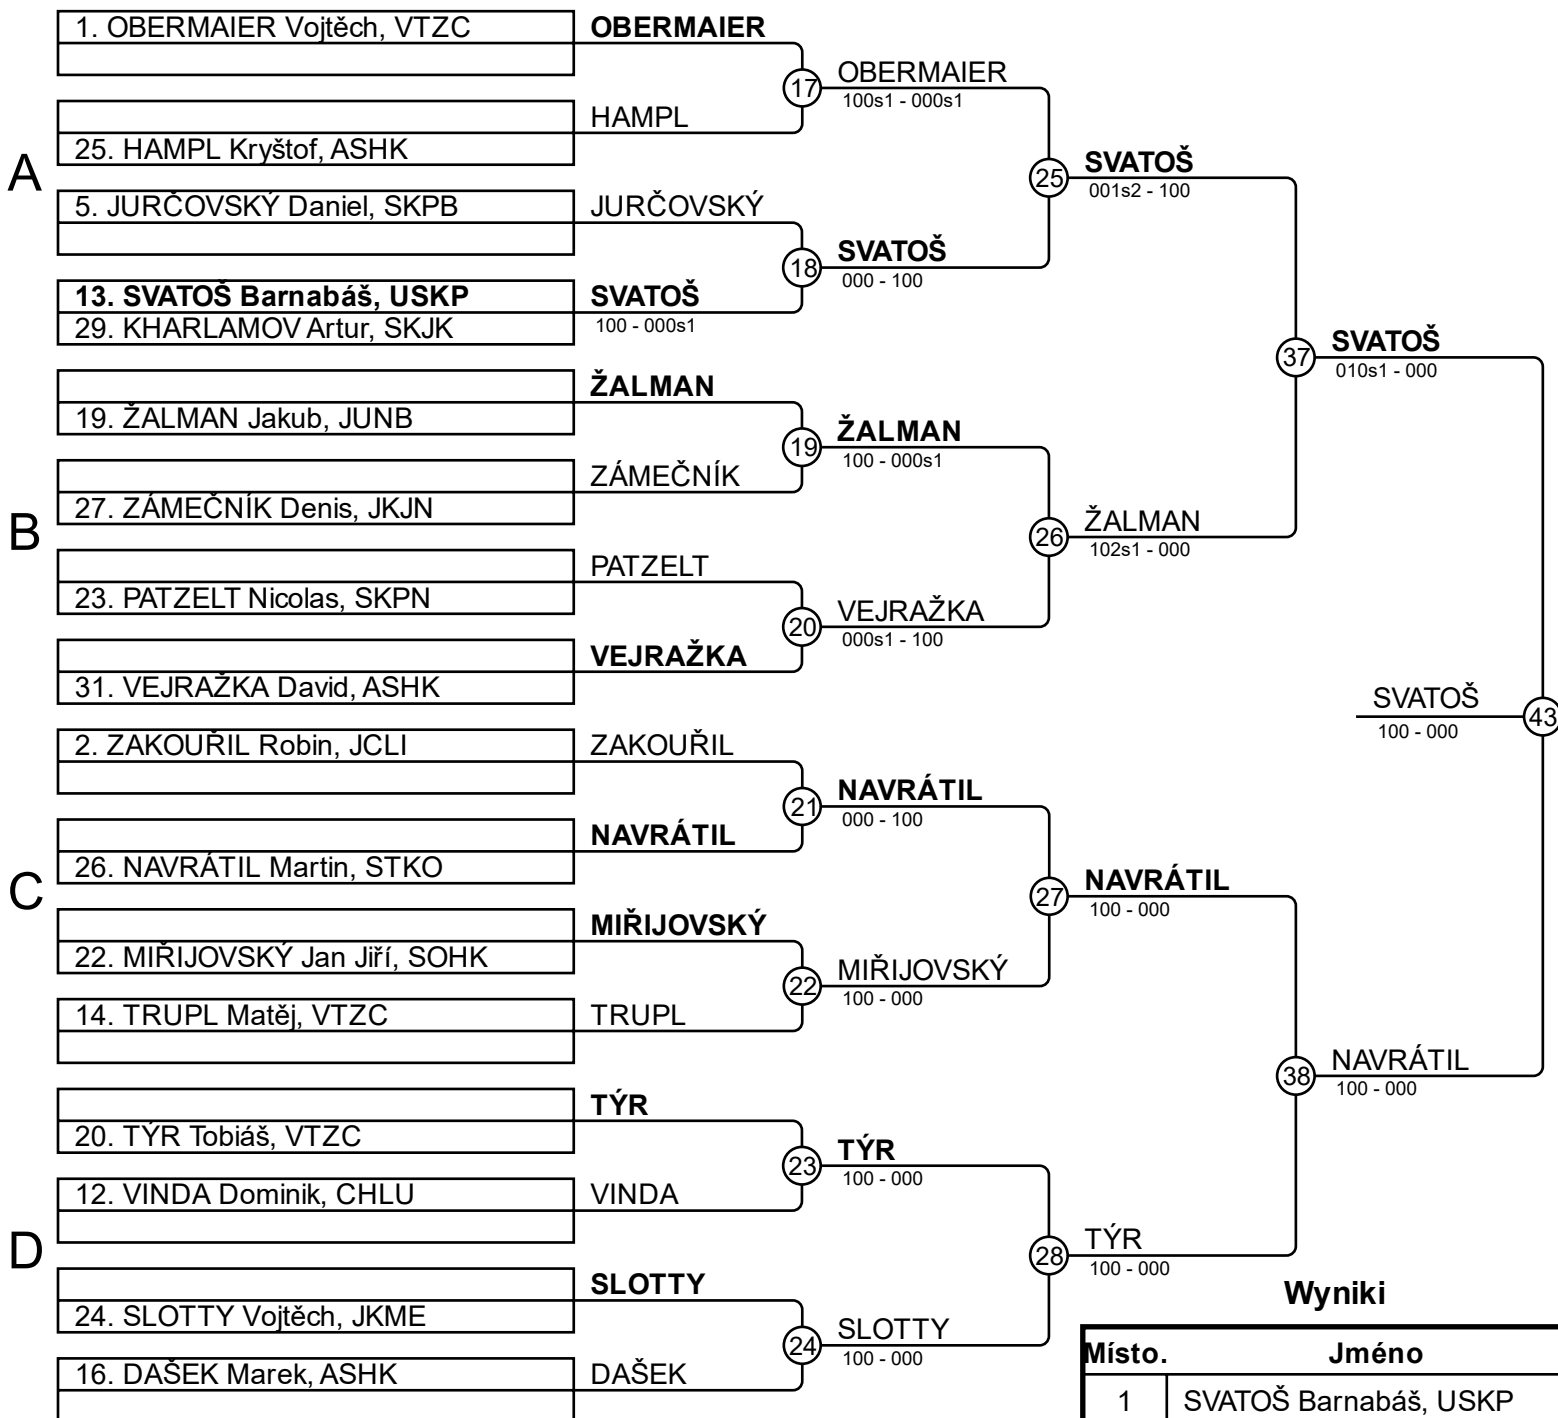 1. OBERMAIER Vojtěch, VTZC
OBERMAIER
17
OBERMAIER
100s1 - 000s1
HAMPL
25. HAMPL Kryštof, ASHK
A
25
SVATOŠ
001s2 - 100
5. JURČOVSKÝ Daniel, SKPB
JURČOVSKÝ
18
SVATOŠ
000 - 100
13. SVATOŠ Barnabáš, USKP
SVATOŠ
29. KHARLAMOV Artur, SKJK
100 - 000s1
37
SVATOŠ
010s1 - 000
ŽALMAN
19. ŽALMAN Jakub, JUNB
19
ŽALMAN
100 - 000s1
ZÁMEČNÍK
27. ZÁMEČNÍK Denis, JKJN
B
26
ŽALMAN
102s1 - 000
PATZELT
23. PATZELT Nicolas, SKPN
20
VEJRAŽKA
000s1 - 100
VEJRAŽKA
31. VEJRAŽKA David, ASHK
SVATOŠ
43
100 - 000
2. ZAKOUŘIL Robin, JCLI
ZAKOUŘIL
21
NAVRÁTIL
000 - 100
NAVRÁTIL
26. NAVRÁTIL Martin, STKO
C
27
NAVRÁTIL
100 - 000
MIŘIJOVSKÝ
22. MIŘIJOVSKÝ Jan Jiří, SOHK
22
MIŘIJOVSKÝ
100 - 000
14. TRUPL Matěj, VTZC
TRUPL
38
NAVRÁTIL
100 - 000
TÝR
20. TÝR Tobiáš, VTZC
23
TÝR
100 - 000
12. VINDA Dominik, CHLU
VINDA
D
28
TÝR
100 - 000
SLOTTY
24. SLOTTY Vojtěch, JKME
24
SLOTTY
100 - 000
16. DAŠEK Marek, ASHK
DAŠEK
Wyniki
Místo. Jméno
1 SVATOŠ Barnabáš, USKP